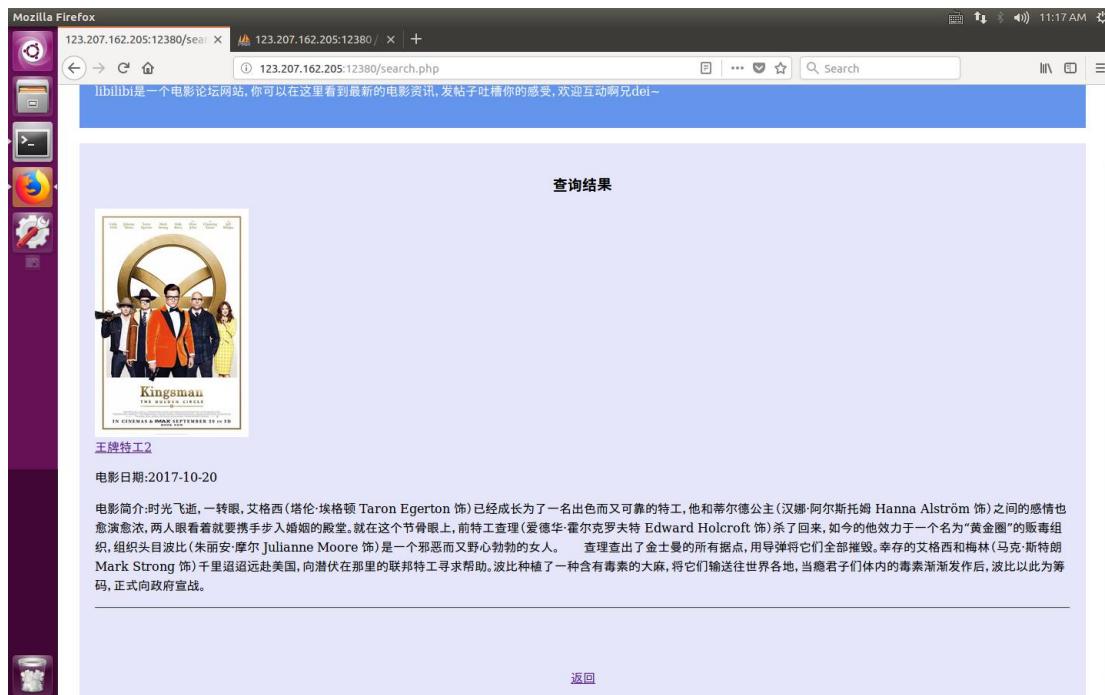 Mozilla Firefox
11:17 AM
123.207.162.205:12380/sear
123.207.162.205:12380/
123.207.162.205:12380/search.php
Search
libilibi是一个电影论坛网站,你可以在这里看到最新的电影资讯,发帖子吐槽你的感受,欢迎互动啊兄dei~
查询结果
Kingsman
THE GOLDEN CIRCLE
IN CINEMAS & IMAX SEPTEMBER 20 IN 2D
王牌特工2
电影日期:2017-10-20
电影简介:时光飞逝,一转眼,艾格西(塔伦·埃格顿 Taron Egerton 饰)已经成长为了一名出色而又可靠的特工,他和蒂尔德公主(汉娜·阿尔斯托姆 Hanna Alström 饰)之间的感情也
愈演愈浓,两人眼看着就要携手步入婚姻的殿堂。就在这个节骨眼上,前特工查理(爱德华·霍尔克罗夫特 Edward Holcroft 饰)杀了回来,如今的他效力于一个名为“黄金圈”的贩毒组
织,组织头目波比(朱丽安·摩尔 Julianne Moore 饰)是一个邪恶而又野心勃勃的女人。 查理查出了金士曼的所有据点,用导弹将它们全部摧毁。幸存的艾格西和梅林(马克·斯特朗
Mark Strong 饰)千里迢迢远赴美国,向潜伏在那里的联邦特工寻求帮助。波比种植了一种含有毒素的大麻,将它们输送往世界各地,当瘾君子们体内的毒素渐渐发作后,波比以此为筹
码,正式向政府宣战。
返回